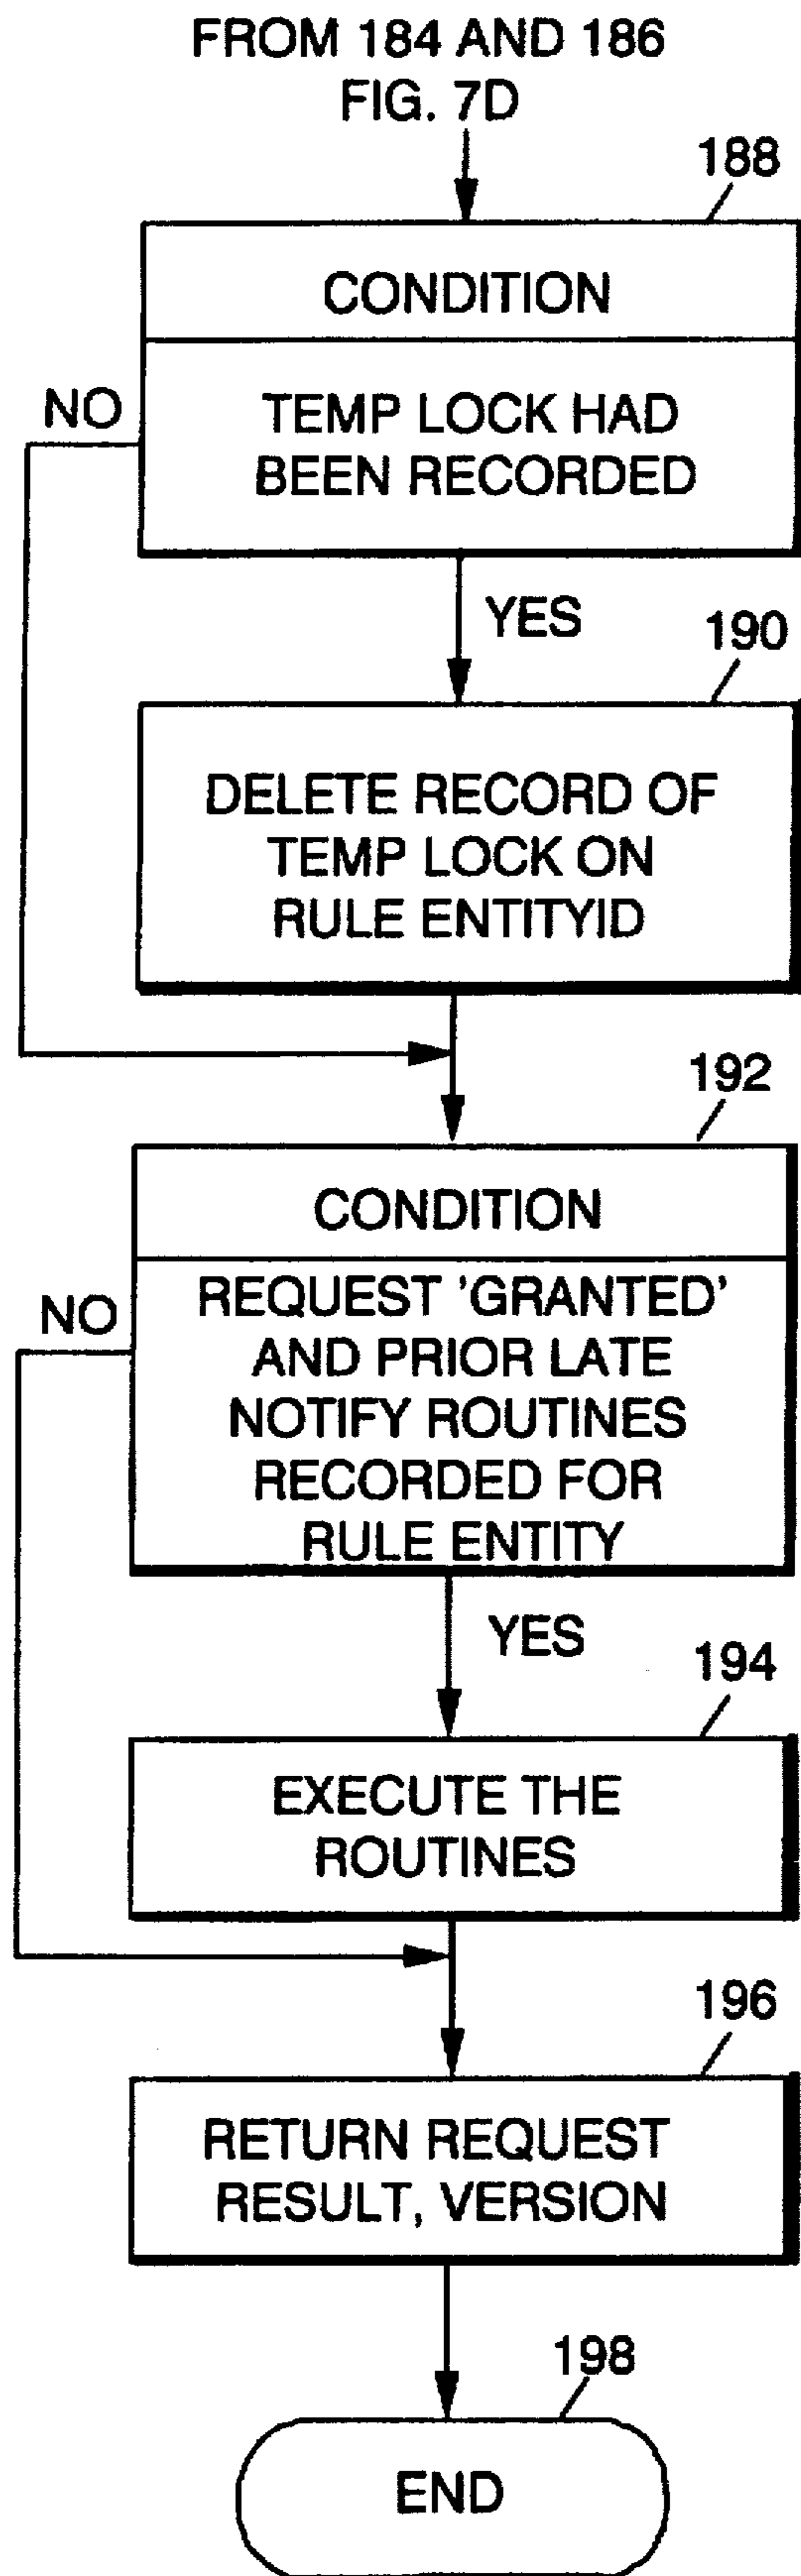 FROM 184 AND 186
FIG. 7D
188
CONDITION
NO
TEMP LOCK HAD
BEEN RECORDED
YES
190
DELETE RECORD OF
TEMP LOCK ON
RULE ENTITYID
192
CONDITION
NO
REQUEST 'GRANTED'
AND PRIOR LATE
NOTIFY ROUTINES
RECORDED FOR
RULE ENTITY
YES
194
EXECUTE THE
ROUTINES
196
RETURN REQUEST
RESULT, VERSION
198
END